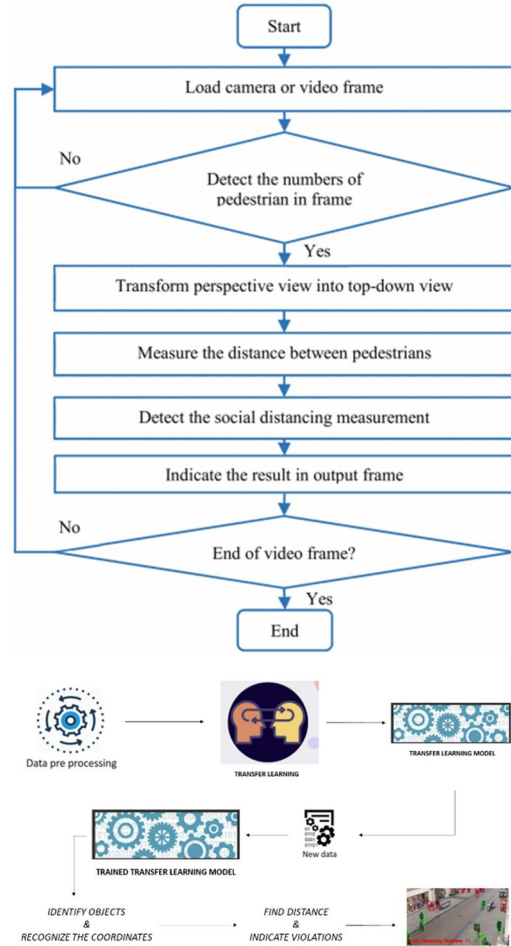 Start
Load camera or video frame
No
Detect the numbers of
pedestrian in frame
Yes
Transform perspective view into top-down view
Measure the distance between pedestrians
Detect the social distancing measurement
Indicate the result in output frame
No
End of video frame?
Yes
End
Data pre processing
TRANSFER LEARNING
TRANSFER LEARNING MODEL
New data
TRAINED TRANSFER LEARNING MODEL
IDENTIFY OBJECTS
&
RECOGNIZE THE COORDINATES
FIND DISTANCE
&
INDICATE VIOLATIONS